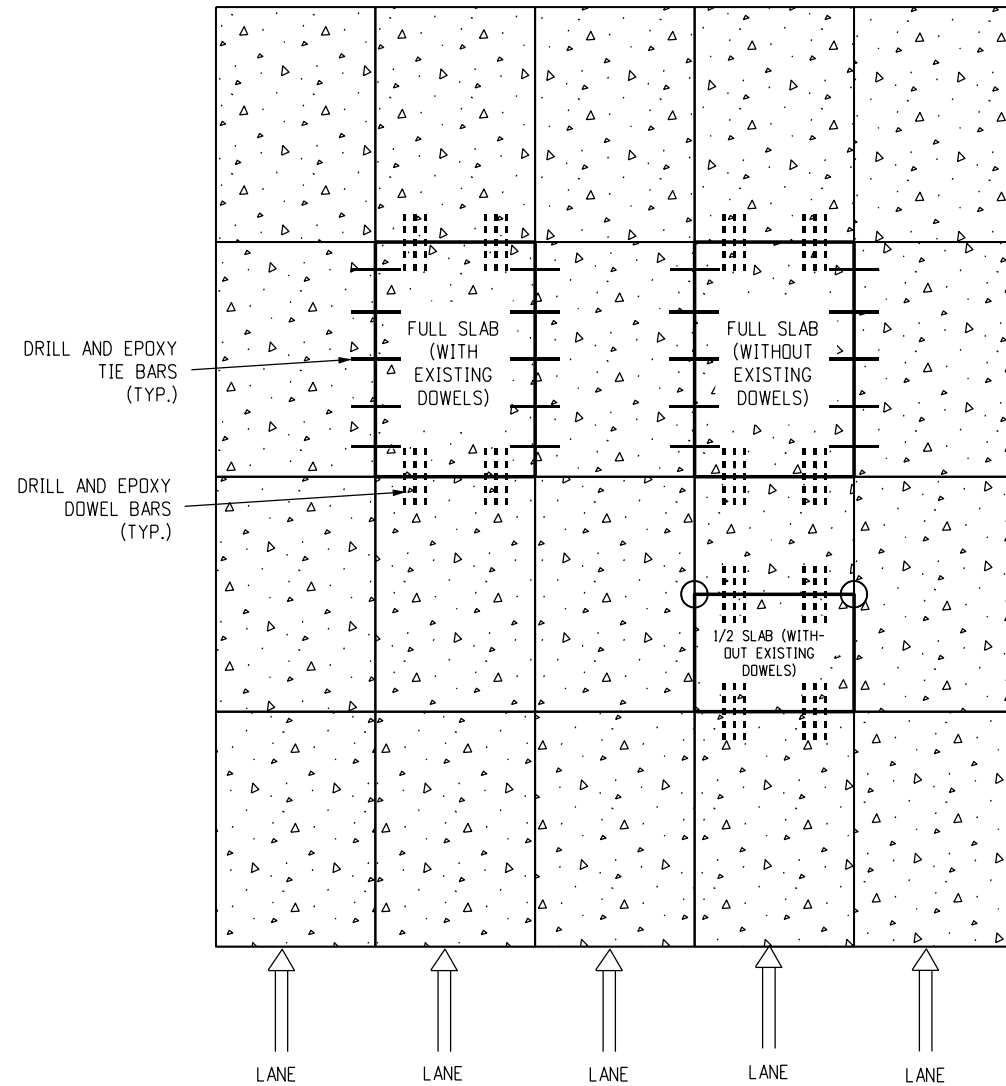 DRILL AND EPOXY
TIE BARS
(TYP.)
FULL SLAB
(WITH
EXISTING
DOWELS)
FULL SLAB
(WITHOUT
EXISTING
DOWELS)
DRILL AND EPOXY
DOWEL BARS
(TYP.)
1/2 SLAB (WITH-
OUT EXISTING
DOWELS)
LANE
LANE
LANE
LANE
LANE